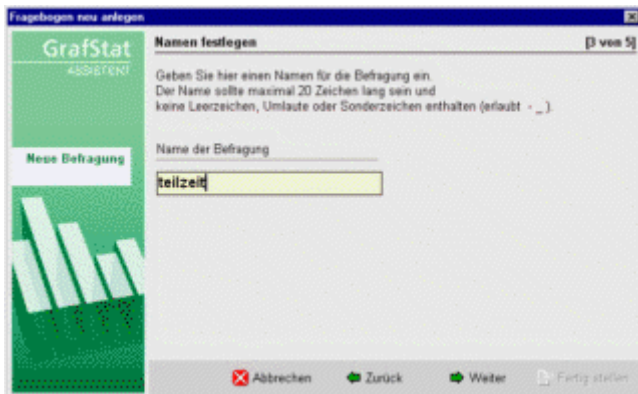 Fragebogen neu anlegen
GrafStat
ASSISTENT
Neue Befragung
Namen festlegen [3 von 5]
Geben Sie hier einen Namen für die Befragung ein.
Der Name sollte maximal 20 Zeichen lang sein und
keine Leerzeichen, Umlaute oder Sonderzeichen enthalten (erlaubt - _ ).
Name der Befragung
teilzeit
Abbrechen Zurück Weiter Fertig stellen